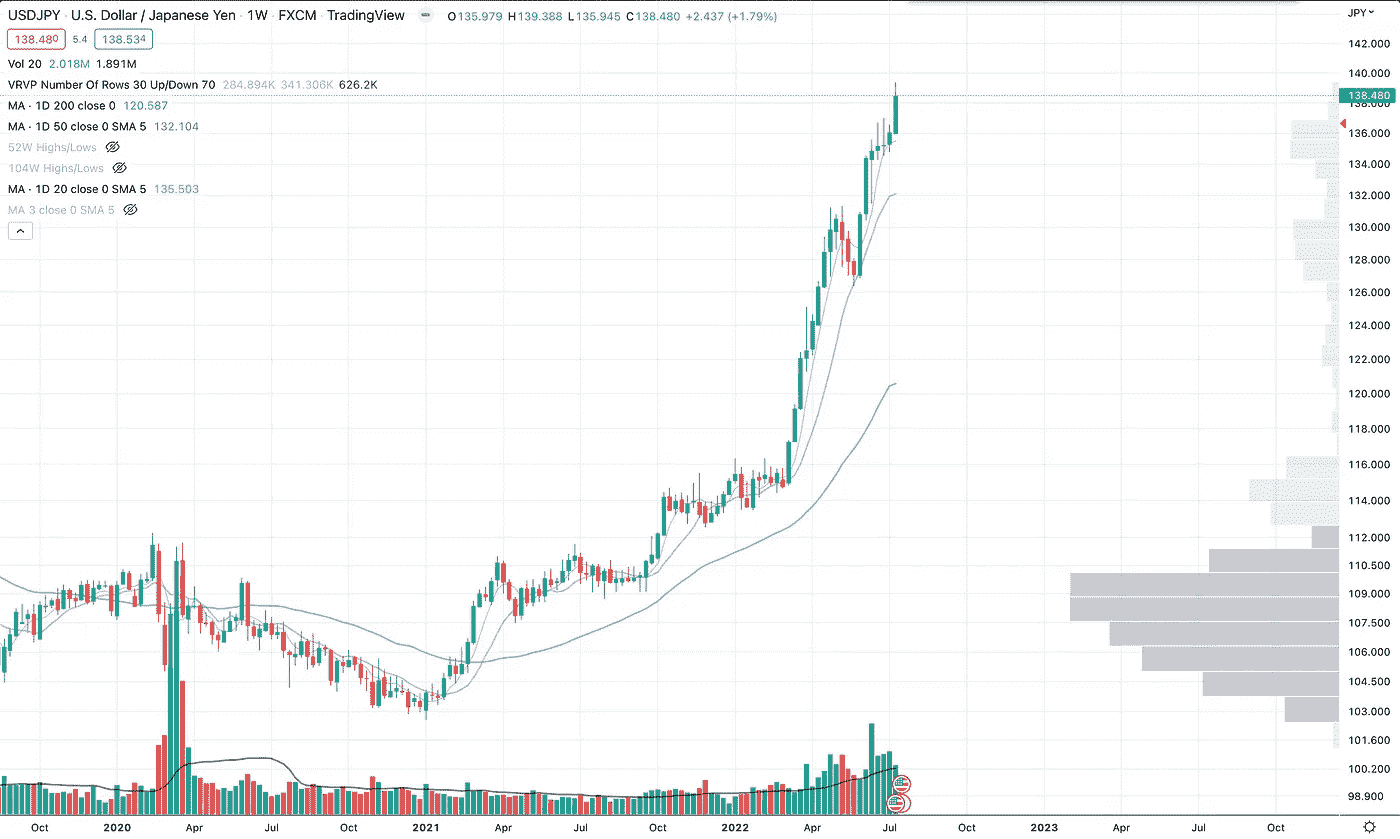 USDJPY · U.S. Dollar / Japanese Yen · 1W · FXCM · TradingView O135.979 H139.388 L135.945 C138.480 +2.437 (+1.79%)
JPY
138.480 5.4 138.534
Vol 20 2.018M 1.891M
VRVP Number Of Rows 30 Up/Down 70 284.894K 341.306K 626.2K
MA · 1D 200 close 0 120.587
MA · 1D 50 close 0 SMA 5 132.104
52W Highs/Lows
104W Highs/Lows
MA · 1D 20 close 0 SMA 5 135.503
MA 3 close 0 SMA 5
142.000
140.000
138.480
138.000
136.000
134.000
132.000
130.000
128.000
126.000
124.000
122.000
120.000
118.000
116.000
114.000
112.000
110.500
109.000
107.500
106.000
104.500
103.000
101.600
100.200
98.900
Oct 2020 Apr Jul Oct 2021 Apr Jul Oct 2022 Apr Jul Oct 2023 Apr Jul Oct